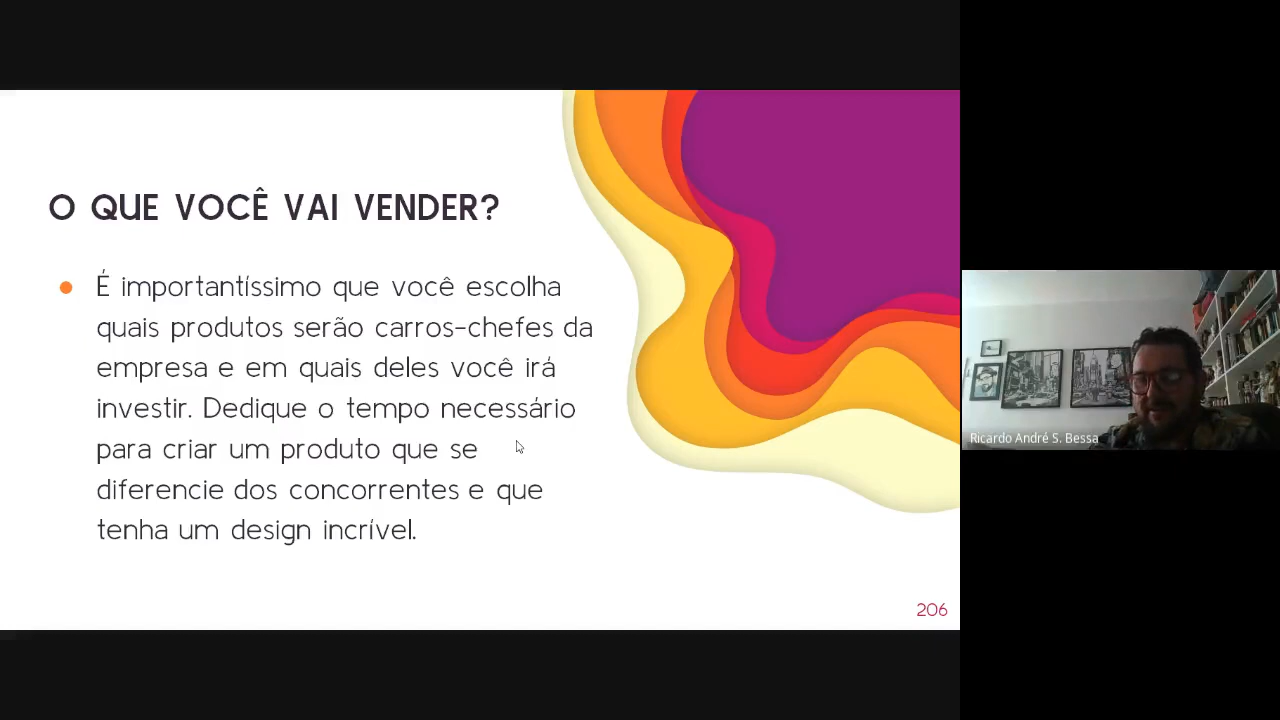 O QUE VOCÊ VAI VENDER?
É importantíssimo que você escolha
quais produtos serão carros-chefes da
empresa e em quais deles você irá
investir. Dedique o tempo necessário
para criar um produto que se
diferencie dos concorrentes e que
tenha um design incrível.
206
Ricardo André S. Bessa